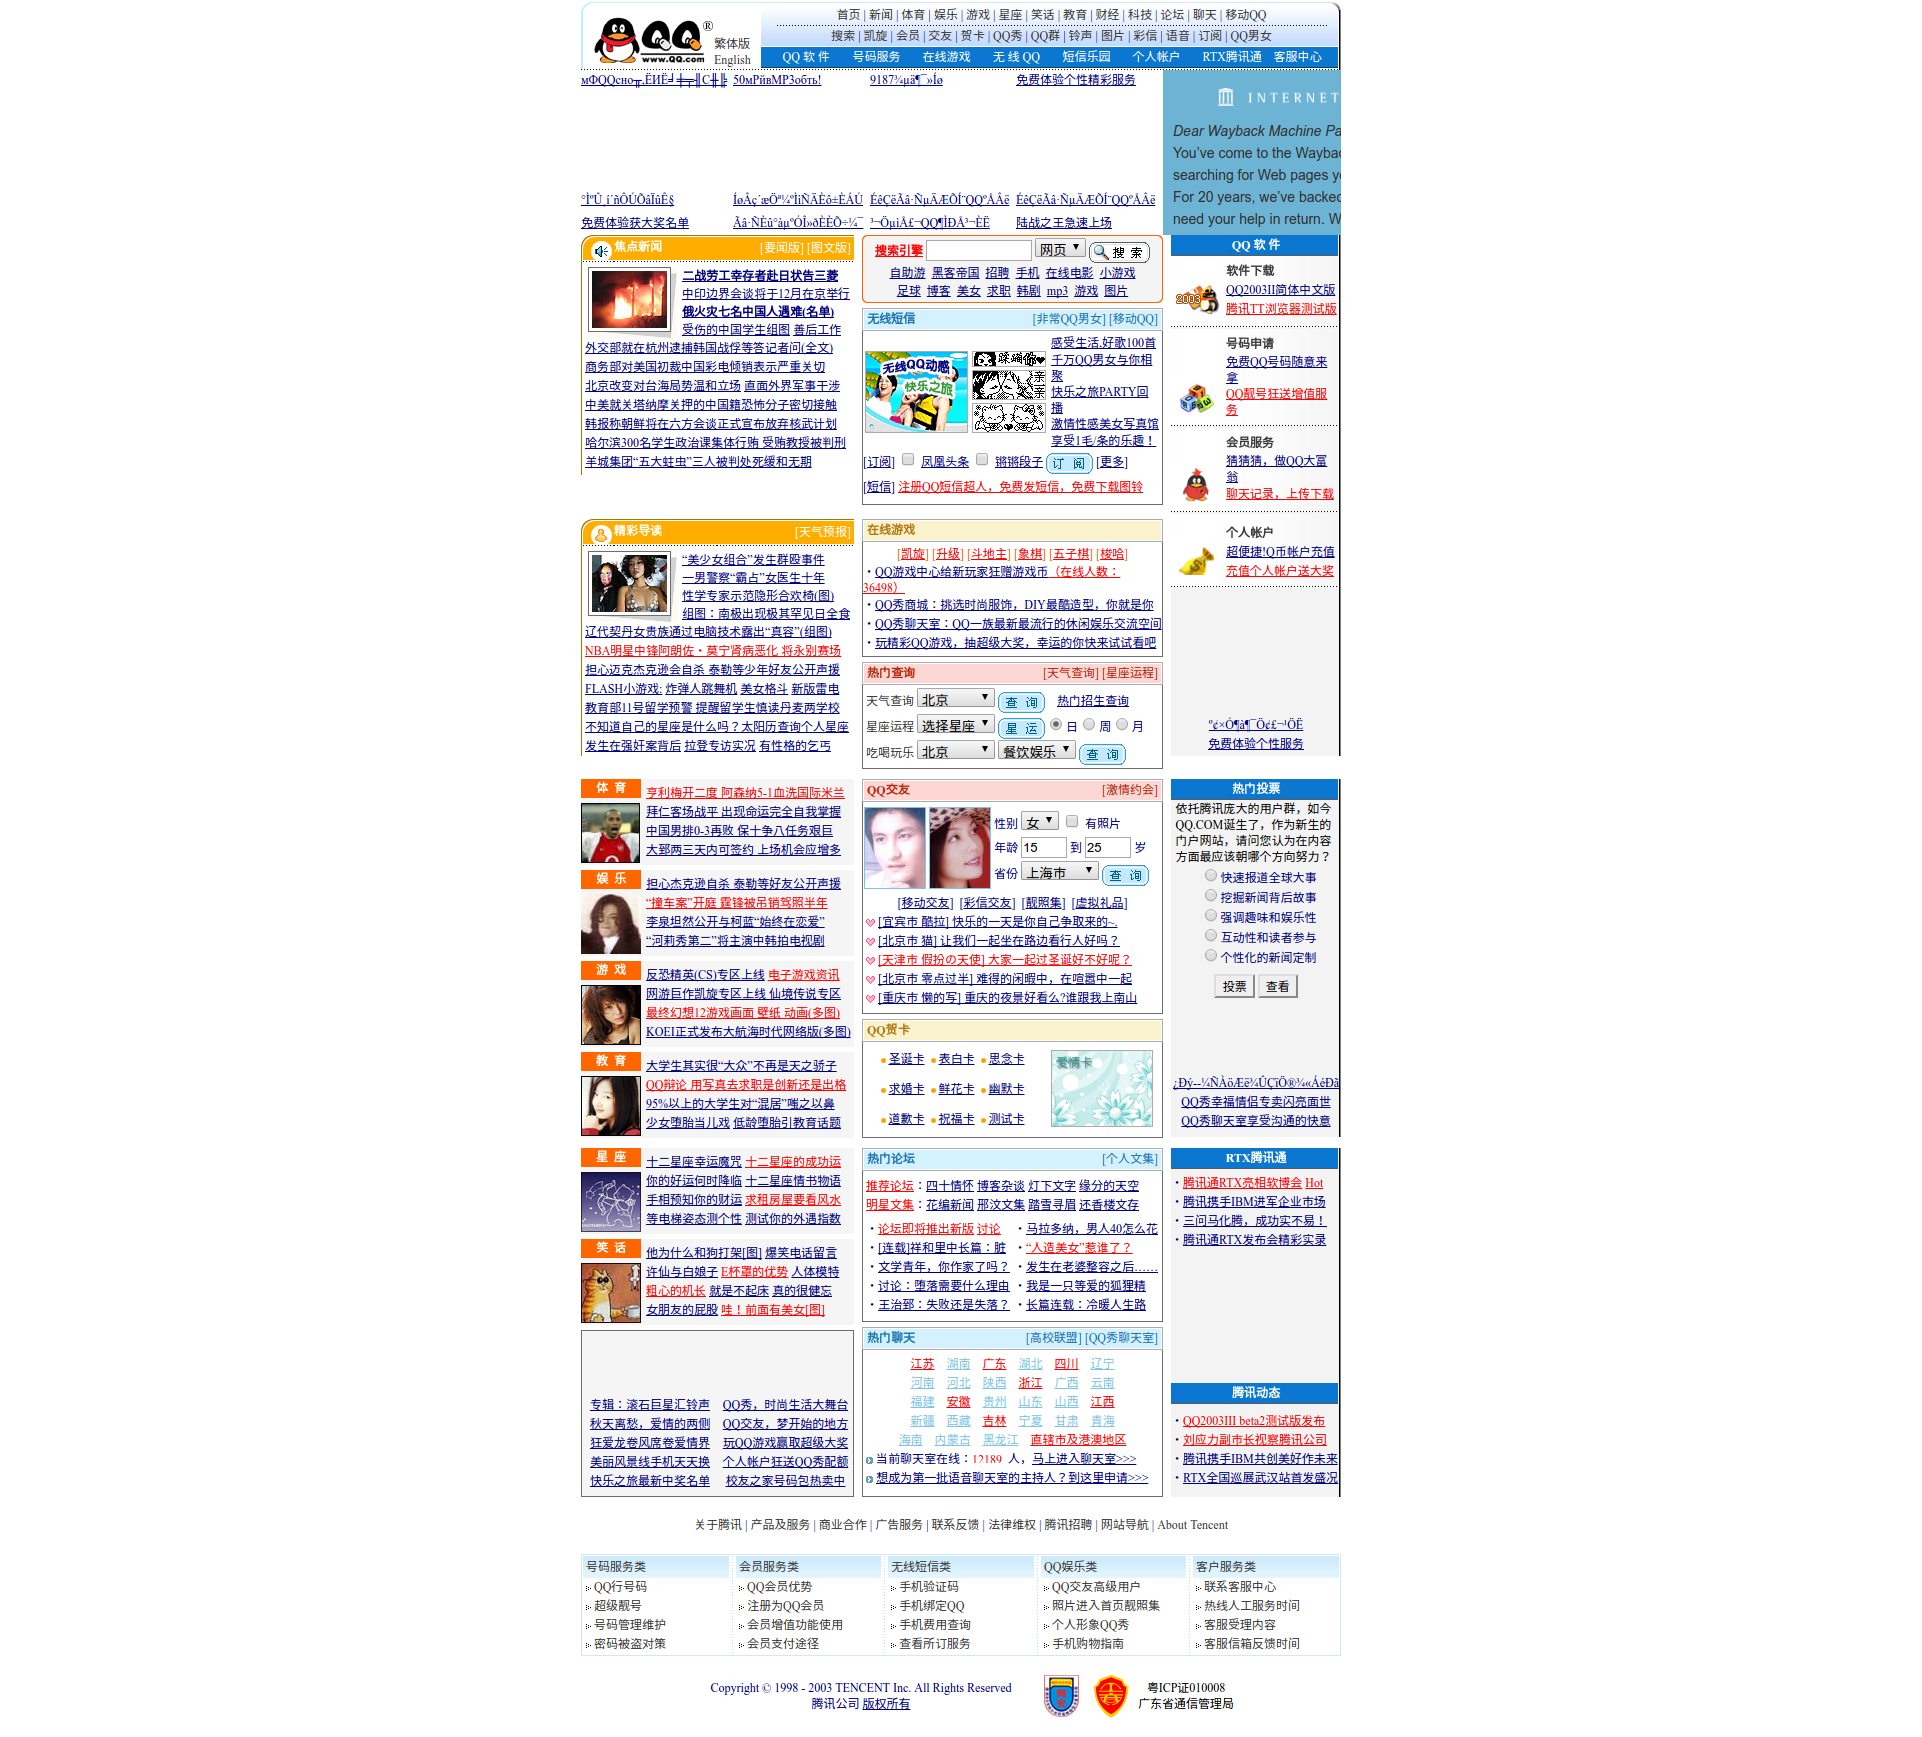 首页 | 新闻 | 体育 | 娱乐 | 游戏 | 星座 | 笑话 | 教育 | 财经 | 科技 | 论坛 | 聊天 | 移动QQ
QQ® www.QQ.com 繁体版 English
搜索 | 凯旋 | 会员 | 交友 | 贺卡 | QQ秀 | QQ群 | 铃声 | 图片 | 彩信 | 语音 | 订阅 | QQ男女
QQ 软 件 号码服务 在线游戏 无 线 QQ 短信乐园 个人帐户 RTX腾讯通 客服中心
50мРйвМР3обть! 9187¾µä¶¯»Íø 免费体验个性精彩服务
INTERNET
Dear Wayback Machine Pa
You've come to the Wayba
searching for Web pages y
For 20 years, we've backed
need your help in return. W
免费体验获大奖名单 陆战之王急速上场
焦点新闻 [要闻版] [图文版]
二战劳工幸存者赴日状告三菱
中印边界会谈将于12月在京举行
俄火灾七名中国人遇难(名单)
受伤的中国学生组图 善后工作
外交部就在杭州逮捕韩国战俘等答记者问(全文)
商务部对美国初裁中国彩电倾销表示严重关切
北京改变对台海局势温和立场 直面外界军事干涉
中美就关塔纳摩关押的中国籍恐怖分子密切接触
韩报称朝鲜将在六方会谈正式宣布放弃核武计划
哈尔滨300名学生政治课集体行贿 受贿教授被判刑
羊城集团“五大蛀虫”三人被判处死缓和无期
搜索引擎 网页 搜 索
自助游 黑客帝国 招聘 手机 在线电影 小游戏
足球 博客 美女 求职 韩剧 mp3 游戏 图片
无线短信 [非常QQ男女] [移动QQ]
无线QQ动感
快乐之旅
感受生活,好歌100首
千万QQ男女与你相
聚
快乐之旅PARTY回
播
激情性感美女写真馆
享受1毛/条的乐趣！
[订阅] 凤凰头条 锵锵段子 订 阅 [更多]
[短信] 注册QQ短信超人，免费发短信，免费下载图铃
QQ 软 件
软件下载
2003
QQ2003II简体中文版
腾讯TT浏览器测试版
号码申请
免费QQ号码随意来
拿
QQ靓号狂送增值服
务
会员服务
猜猜猜，做QQ大富
翁
聊天记录，上传下载
个人帐户
超便捷!Q币帐户充值
充值个人帐户送大奖
免费体验个性服务
精彩导读 [天气预报]
“美少女组合”发生群殴事件
一男警察“霸占”女医生十年
性学专家示范隐形合欢椅(图)
组图：南极出现极其罕见日全食
辽代契丹女贵族通过电脑技术露出“真容”(组图)
NBA明星中锋阿朗佐・莫宁肾病恶化 将永别赛场
担心迈克杰克逊会自杀 泰勒等少年好友公开声援
FLASH小游戏: 炸弹人跳舞机 美女格斗 新版雷电
教育部11号留学预警 提醒留学生慎读丹麦两学校
不知道自己的星座是什么吗？太阳历查询个人星座
发生在强奸案背后 拉登专访实况 有性格的乞丐
在线游戏
[凯旋] [升级] [斗地主] [象棋] [五子棋] [梭哈]
・QQ游戏中心给新玩家狂赠游戏币（在线人数：
36498）
・QQ秀商城：挑选时尚服饰，DIY最酷造型，你就是你
・QQ秀聊天室：QQ一族最新最流行的休闲娱乐交流空间
・玩精彩QQ游戏，抽超级大奖，幸运的你快来试试看吧
热门查询 [天气查询] [星座运程]
天气查询 北京 查 询 热门招生查询
星座运程 选择星座 星 运 日 周 月
吃喝玩乐 北京 餐饮娱乐 查 询
体 育
亨利梅开二度 阿森纳5-1血洗国际米兰
拜仁客场战平 出现命运完全自我掌握
中国男排0-3再败 保十争八任务艰巨
大郅两三天内可签约 上场机会应增多
娱 乐
担心杰克逊自杀 泰勒等好友公开声援
“撞车案”开庭 霆锋被吊销驾照半年
李泉坦然公开与柯蓝“始终在恋爱”
“河莉秀第二”将主演中韩拍电视剧
游 戏
反恐精英(CS)专区上线 电子游戏资讯
网游巨作凯旋专区上线 仙境传说专区
最终幻想12游戏画面 壁纸 动画(多图)
KOEI正式发布大航海时代网络版(多图)
教 育
大学生其实很“大众”不再是天之骄子
QQ辩论 用写真去求职是创新还是出格
95%以上的大学生对“混居”嗤之以鼻
少女堕胎当儿戏 低龄堕胎引教育话题
QQ交友 [激情约会]
性别 女 有照片
年龄 15 到 25 岁
省份 上海市 查 询
[移动交友] [彩信交友] [靓照集] [虚拟礼品]
[宜宾市 酷拉] 快乐的一天是你自己争取来的~.
[北京市 猫] 让我们一起坐在路边看行人好吗？
[天津市 假扮の天使] 大家一起过圣诞好不好呢？
[北京市 零点过半] 难得的闲暇中，在喧嚣中一起
[重庆市 懒的写] 重庆的夜景好看么?谁跟我上南山
QQ贺卡
圣诞卡 表白卡 思念卡 爱情卡
求婚卡 鲜花卡 幽默卡
道歉卡 祝福卡 测试卡
热门投票
依托腾讯庞大的用户群，如今
QQ.COM诞生了，作为新生的
门户网站，请问您认为在内容
方面最应该朝哪个方向努力？
快速报道全球大事
挖掘新闻背后故事
强调趣味和娱乐性
互动性和读者参与
个性化的新闻定制
投票 查看
QQ秀幸福情侣专卖闪亮面世
QQ秀聊天室享受沟通的快意
星 座
十二星座幸运魔咒 十二星座的成功运
你的好运何时降临 十二星座情书物语
手相预知你的财运 求租房屋要看风水
等电梯姿态测个性 测试你的外遇指数
笑 话
他为什么和狗打架[图] 爆笑电话留言
许仙与白娘子 E杯罩的优势 人体模特
粗心的机长 就是不起床 真的很健忘
女朋友的屁股 哇！前面有美女[图]
专辑：滚石巨星汇铃声 QQ秀，时尚生活大舞台
秋天离愁，爱情的两侧 QQ交友，梦开始的地方
狂爱龙卷风席卷爱情界 玩QQ游戏赢取超级大奖
美丽风景线手机天天换 个人帐户狂送QQ秀配额
快乐之旅最新中奖名单 校友之家号码包热卖中
热门论坛 [个人文集]
推荐论坛：四十情怀 博客杂谈 灯下文字 缘分的天空
明星文集：花编新闻 邢汶文集 踏雪寻眉 还香楼文存
・论坛即将推出新版 讨论 ・马拉多纳，男人40怎么花
・[连载]祥和里中长篇：脏 ・“人造美女”惹谁了？
・文学青年，你作家了吗？ ・发生在老婆整容之后……
・讨论：堕落需要什么理由 ・我是一只等爱的狐狸精
・王治郅：失败还是失落？ ・长篇连载：冷暖人生路
热门聊天 [高校联盟] [QQ秀聊天室]
江苏 湖南 广东 湖北 四川 辽宁
河南 河北 陕西 浙江 广西 云南
福建 安徽 贵州 山东 山西 江西
新疆 西藏 吉林 宁夏 甘肃 青海
海南 内蒙古 黑龙江 直辖市及港澳地区
当前聊天室在线：12189 人，马上进入聊天室>>>
想成为第一批语音聊天室的主持人？到这里申请>>>
RTX腾讯通
・腾讯通RTX亮相软博会 Hot
・腾讯携手IBM进军企业市场
・三问马化腾，成功实不易！
・腾讯通RTX发布会精彩实录
腾讯动态
・QQ2003III beta2测试版发布
・刘应力副市长视察腾讯公司
・腾讯携手IBM共创美好作未来
・RTX全国巡展武汉站首发盛况
关于腾讯 | 产品及服务 | 商业合作 | 广告服务 | 联系反馈 | 法律维权 | 腾讯招聘 | 网站导航 | About Tencent
号码服务类 会员服务类 无线短信类 QQ娱乐类 客户服务类
QQ行号码 QQ会员优势 手机验证码 QQ交友高级用户 联系客服中心
超级靓号 注册为QQ会员 手机绑定QQ 照片进入首页靓照集 热线人工服务时间
号码管理维护 会员增值功能使用 手机费用查询 个人形象QQ秀 客服受理内容
密码被盗对策 会员支付途径 查看所订服务 手机购物指南 客服信箱反馈时间
Copyright © 1998 - 2003 TENCENT Inc. All Rights Reserved
腾讯公司 版权所有
粤ICP证010008
广东省通信管理局